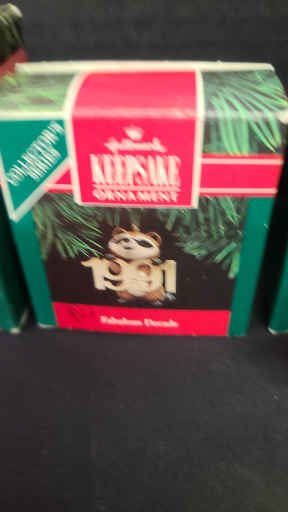 Hallmark
KEEPSAKE
ORNAMENT
COLLECTOR'S
SERIES
1991
Fabulous Decade